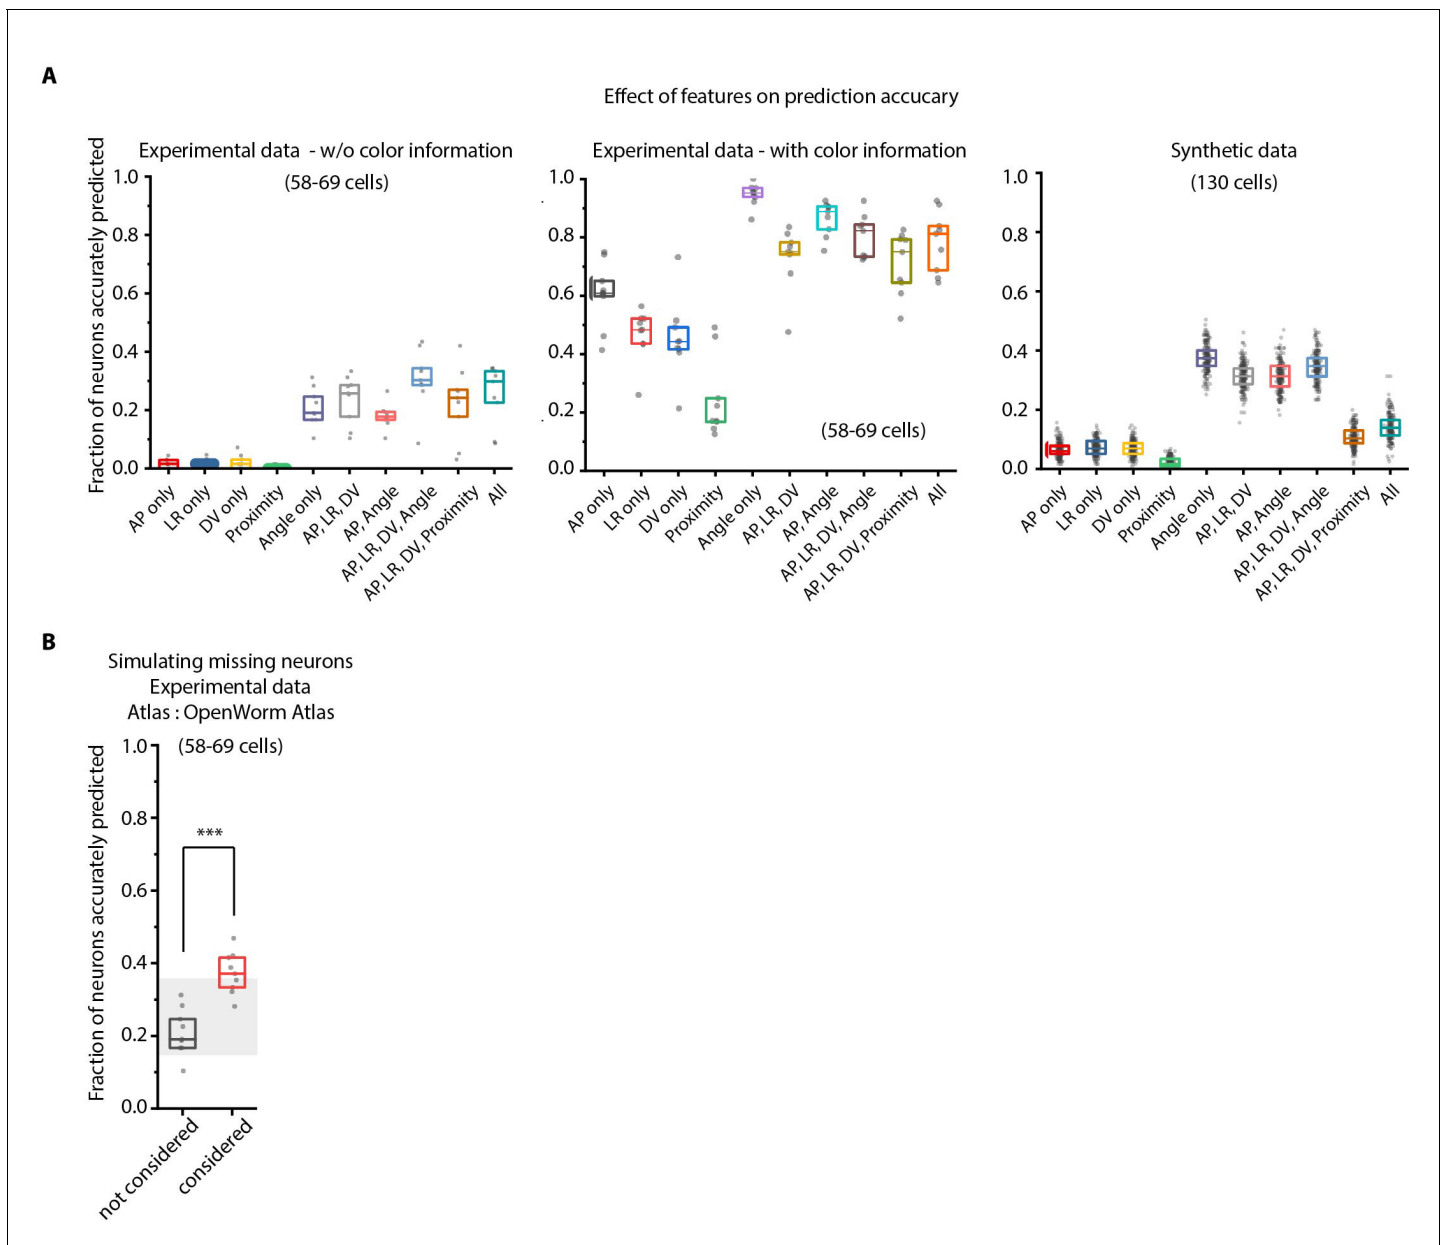 A
Effect of features on prediction accucary
Experimental data - w/o color information
(58-69 cells)
Fraction of neurons accurately predicted
1.0
0.8
0.6
0.4
0.2
0.0
AP only
LR only
DV only
Proximity
Angle only
AP, LR, DV
AP, Angle
AP, LR, DV, Angle
AP, LR, DV, Proximity
All
Experimental data - with color information
1.0
0.8
0.6
0.4
0.2
0.0
(58-69 cells)
AP only
LR only
DV only
Proximity
Angle only
AP, LR, DV
AP, Angle
AP, LR, DV, Angle
AP, LR, DV, Proximity
All
Synthetic data
(130 cells)
1.0
0.8
0.6
0.4
0.2
0.0
AP only
LR only
DV only
Proximity
Angle only
AP, LR, DV
AP, Angle
AP, LR, DV, Angle
AP, LR, DV, Proximity
All
B
Simulating missing neurons
Experimental data
Atlas : OpenWorm Atlas
(58-69 cells)
Fraction of neurons accurately predicted
1.0
0.8
0.6
0.4
0.2
0.0
***
not considered
considered